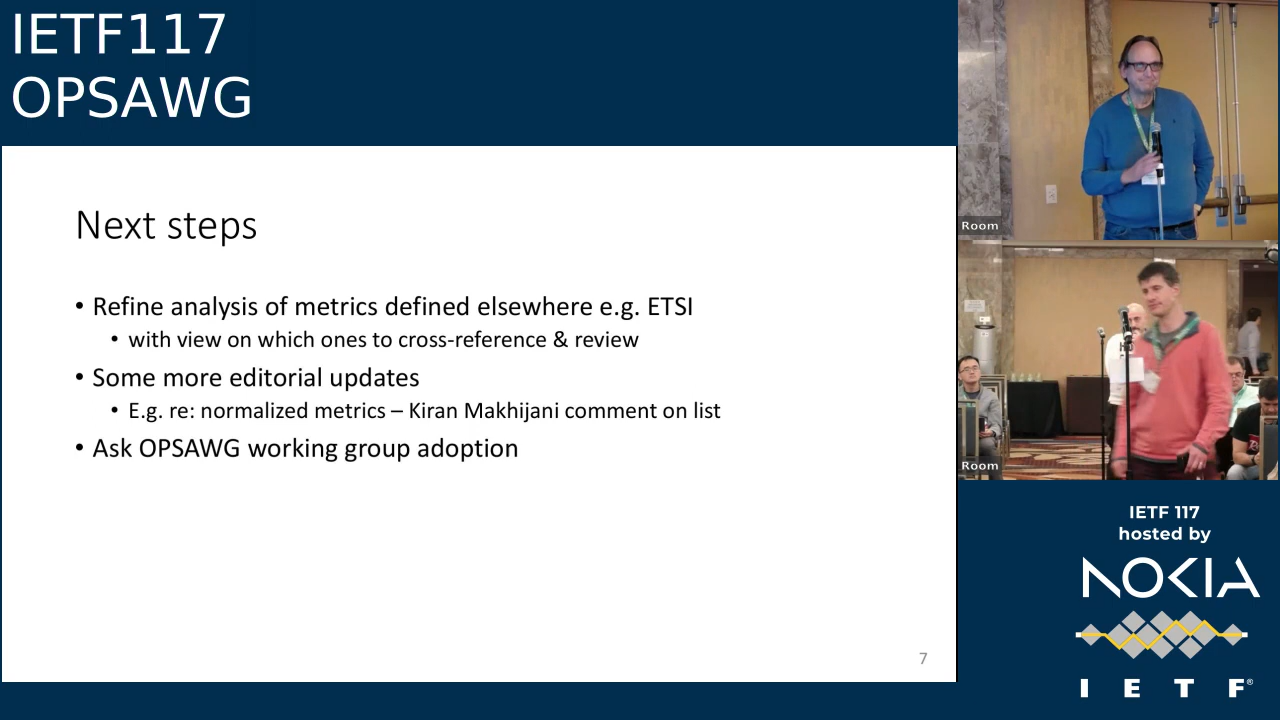 IETF117
OPSAWG
Next steps
• Refine analysis of metrics defined elsewhere e.g. ETSI
• with view on which ones to cross-reference & review
• Some more editorial updates
• E.g. re: normalized metrics – Kiran Makhijani comment on list
• Ask OPSAWG working group adoption
7
Room
Room
IETF 117
hosted by
NOKIA
I E T F®